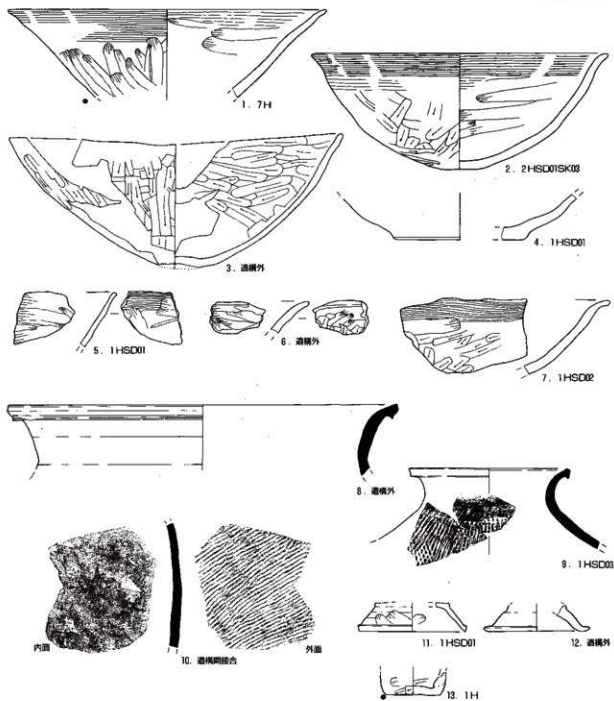 1. 7H
2. 2HSD01SK03
3. 遺構外
4. 1HSD01
5. 1HSD01
6. 遺構外
7. 1HSD02
8. 遺構外
9. 1HSD03
内面
10. 遺構間接合
外面
11. 1HSD01
12. 遺構外
13. 1H